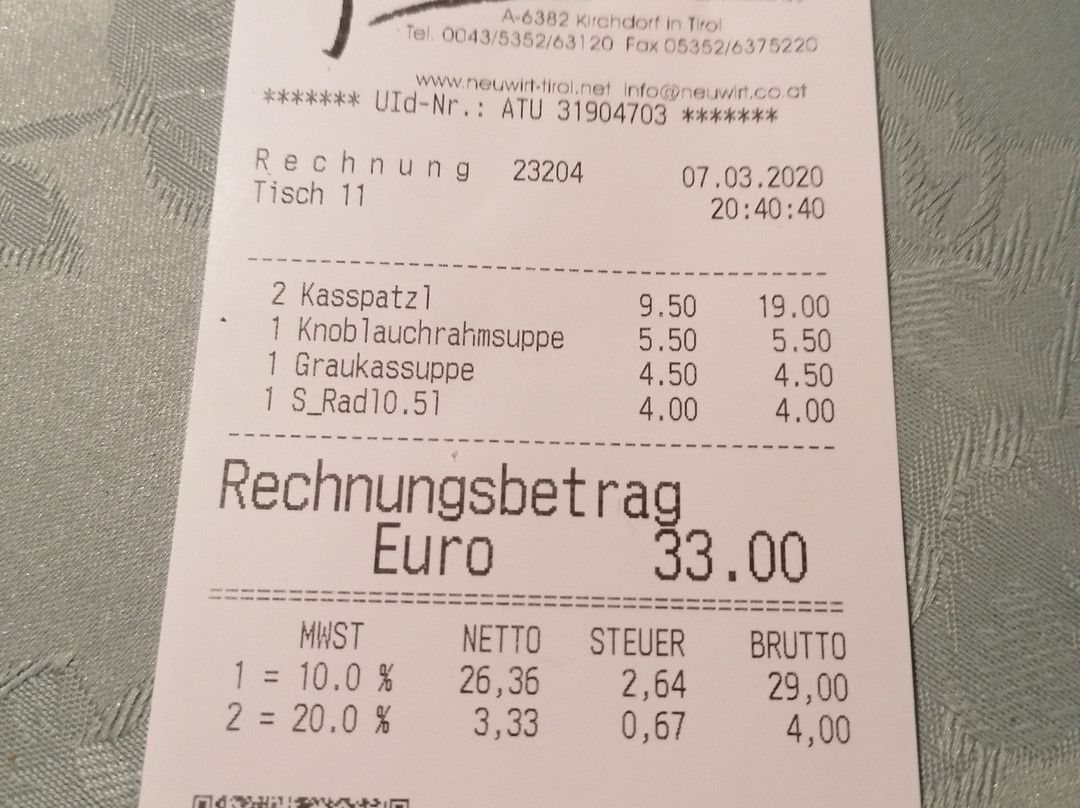 A-6382 Kirchdorf in Tirol
Tel. 0043/5352/63120 Fax 05352/6375220
www.neuwirt-tirol.net info@neuwirt.co.at
******* UId-Nr.: ATU 31904703 *******
Rechnung 23204 07.03.2020
Tisch 11 20:40:40
2 Kasspatzl 9.50 19.00
1 Knoblauchrahmsuppe 5.50 5.50
1 Graukassuppe 4.50 4.50
1 S_Radl0.5l 4.00 4.00
Rechnungsbetrag
Euro 33.00
MWST NETTO STEUER BRUTTO
1 = 10.0 % 26,36 2,64 29,00
2 = 20.0 % 3,33 0,67 4,00